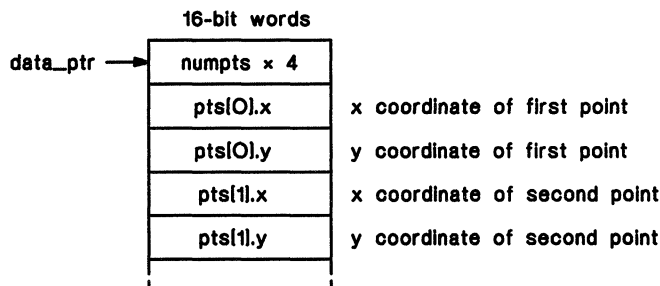 16-bit words
data_ptr numpts × 4
pts[0].x x coordinate of first point
pts[0].y y coordinate of first point
pts[1].x x coordinate of second point
pts[1].y y coordinate of second point